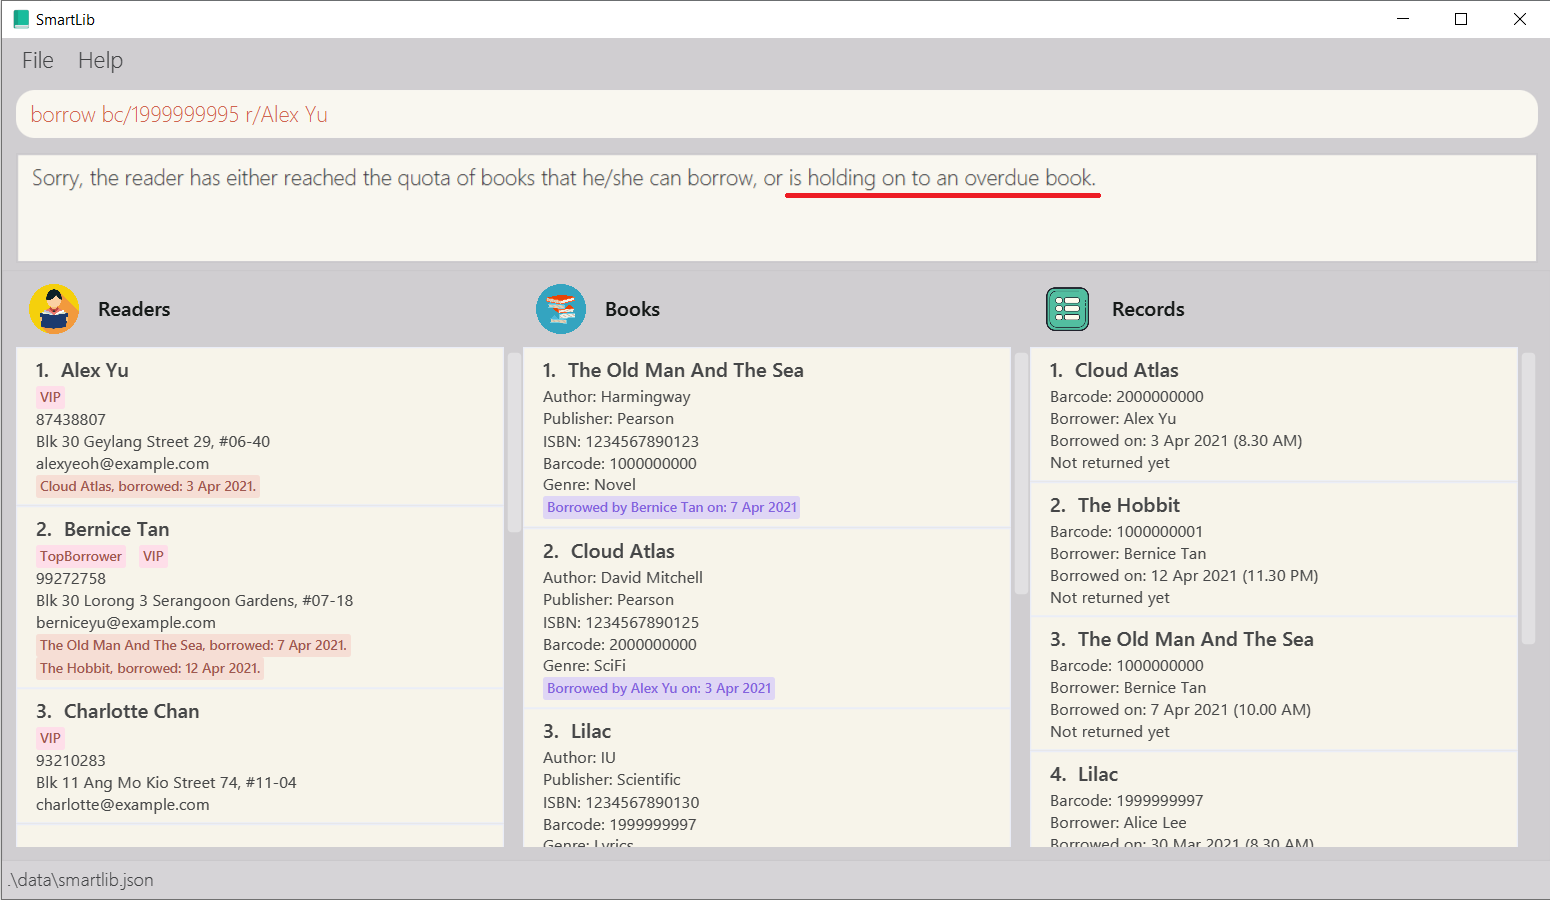 SmartLib
File Help
borrow bc/1999999995 r/Alex Yu
Sorry, the reader has either reached the quota of books that he/she can borrow, or is holding on to an overdue book.
Readers
1. Alex Yu
VIP
87438807
Blk 30 Geylang Street 29, #06-40
alexyeoh@example.com
Cloud Atlas, borrowed: 3 Apr 2021.
2. Bernice Tan
TopBorrower VIP
99272758
Blk 30 Lorong 3 Serangoon Gardens, #07-18
berniceyu@example.com
The Old Man And The Sea, borrowed: 7 Apr 2021.
The Hobbit, borrowed: 12 Apr 2021.
3. Charlotte Chan
VIP
93210283
Blk 11 Ang Mo Kio Street 74, #11-04
charlotte@example.com
Books
1. The Old Man And The Sea
Author: Harmingway
Publisher: Pearson
ISBN: 1234567890123
Barcode: 1000000000
Genre: Novel
Borrowed by Bernice Tan on: 7 Apr 2021
2. Cloud Atlas
Author: David Mitchell
Publisher: Pearson
ISBN: 1234567890125
Barcode: 2000000000
Genre: SciFi
Borrowed by Alex Yu on: 3 Apr 2021
3. Lilac
Author: IU
Publisher: Scientific
ISBN: 1234567890130
Barcode: 1999999997
Genre: Lyrics
Records
1. Cloud Atlas
Barcode: 2000000000
Borrower: Alex Yu
Borrowed on: 3 Apr 2021 (8.30 AM)
Not returned yet
2. The Hobbit
Barcode: 1000000001
Borrower: Bernice Tan
Borrowed on: 12 Apr 2021 (11.30 PM)
Not returned yet
3. The Old Man And The Sea
Barcode: 1000000000
Borrower: Bernice Tan
Borrowed on: 7 Apr 2021 (10.00 AM)
Not returned yet
4. Lilac
Barcode: 1999999997
Borrower: Alice Lee
Borrowed on: 30 Mar 2021 (8.30 AM)
.\data\smartlib.json